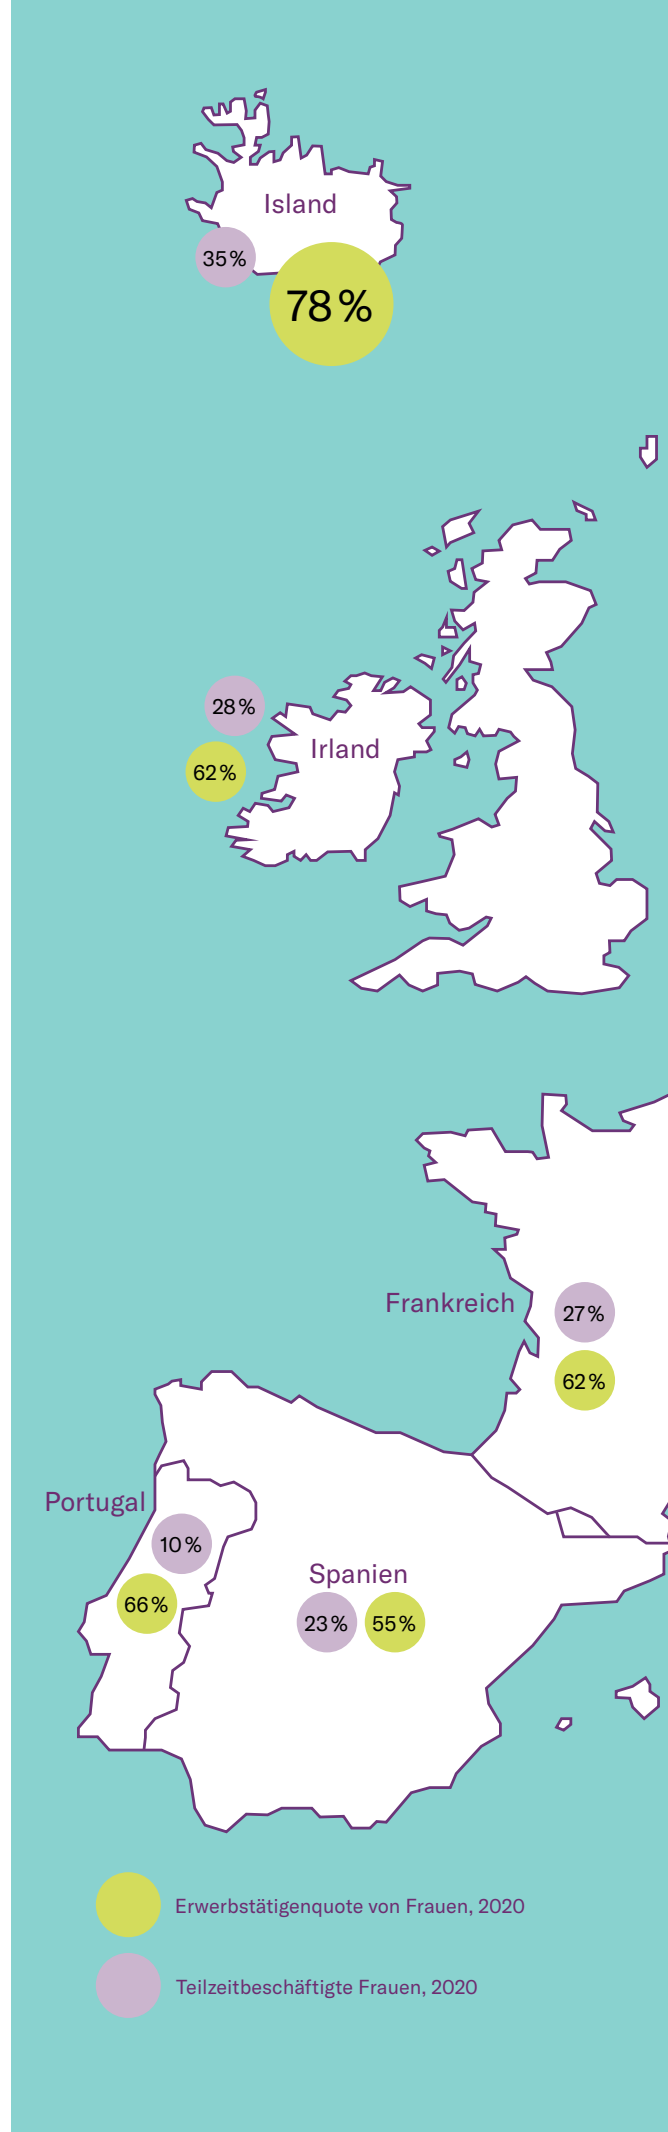 Island
35 %
78 %
28 %
Irland
62 %
Frankreich
27 %
62 %
Portugal
10 %
66 %
Spanien
23 % 55 %
Erwerbstätigenquote von Frauen, 2020
Teilzeitbeschäftigte Frauen, 2020